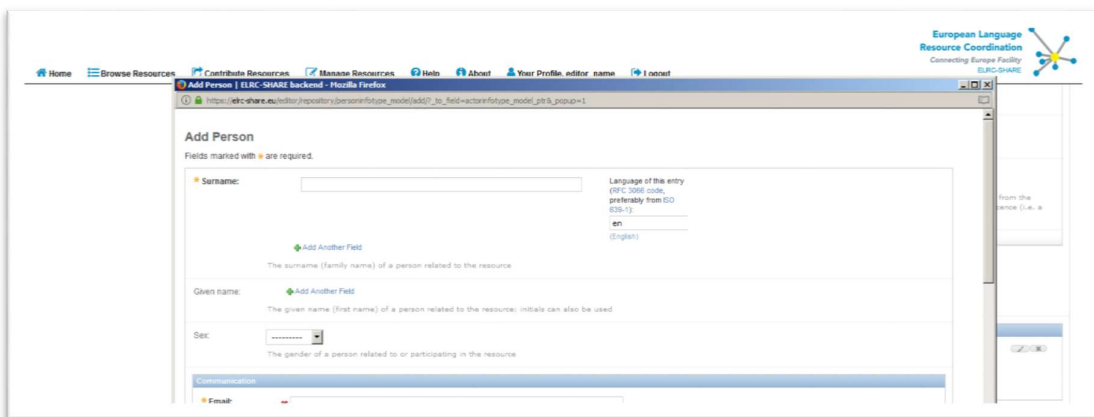 European Language
Resource Coordination
Connecting Europe Facility
ELRC-SHARE
Home Browse Resources Contribute Resources Manage Resources Help About Your Profile, editor_name Logout
Add Person | ELRC-SHARE backend - Mozilla Firefox
https://elrc-share.eu/editor/repository/personinfotype_model/add/?_to_field=actorinfotype_model_ptr&_popup=1
Add Person
Fields marked with * are required.
* Surname:
Language of this entry
(RFC 3066 code,
preferably from ISO
639-1):
en
(English)
Add Another Field
The surname (family name) of a person related to the resource
Given name:
Add Another Field
The given name (first name) of a person related to the resource; initials can also be used
Sex:
---------
The gender of a person related to or participating in the resource
Communication
* Email:
from the
(i.e. a